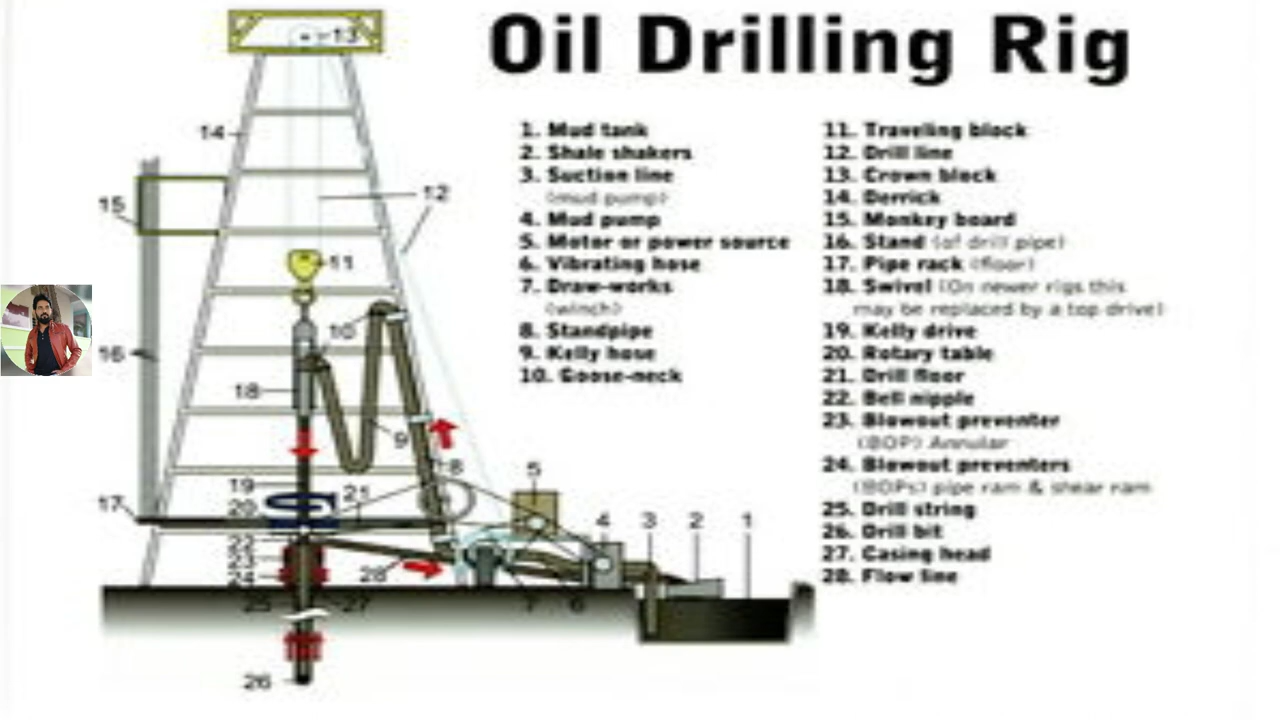 Oil Drilling Rig
1. Mud tank
2. Shale shakers
3. Suction line
(mud pump)
4. Mud pump
5. Motor or power source
6. Vibrating hose
7. Draw-works
(winch)
8. Standpipe
9. Kelly hose
10. Goose-neck
11. Traveling block
12. Drill line
13. Crown block
14. Derrick
15. Monkey board
16. Stand (of drill pipe)
17. Pipe rack (floor)
18. Swivel (On newer rigs this
may be replaced by a top drive)
19. Kelly drive
20. Rotary table
21. Drill floor
22. Bell nipple
23. Blowout preventer
(BOP) Annular
24. Blowout preventers
(BOPs) pipe ram & shear ram
25. Drill string
26. Drill bit
27. Casing head
28. Flow line
13
14
12
15
11
10
16
18
9
8
5
19
21
17
20
4
3
2
1
28
24
25
27
7
6
26